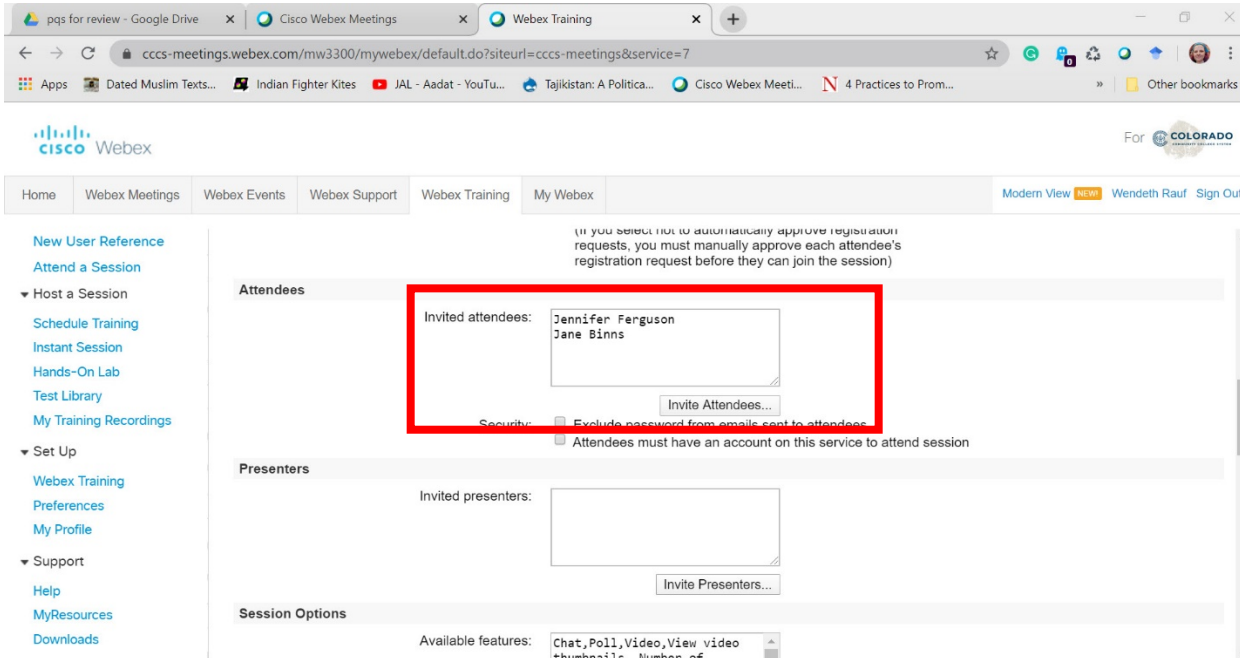 pqs for review - Google Drive
Cisco Webex Meetings
Webex Training
cccs-meetings.webex.com/mw3300/mywebex/default.do?siteurl=cccs-meetings&service=7
0
Apps Dated Muslim Texts... Indian Fighter Kites JAL - Aadat - YouTu... Tajikistan: A Politica... Cisco Webex Meeti... N 4 Practices to Prom... » Other bookmarks
cisco Webex
For COLORADO
Home Webex Meetings Webex Events Webex Support Webex Training My Webex Modern View NEW! Wendeth Rauf Sign Out
New User Reference
Attend a Session
Host a Session
Schedule Training
Instant Session
Hands-On Lab
Test Library
My Training Recordings
Set Up
Webex Training
Preferences
My Profile
Support
Help
MyResources
Downloads
(If you select not to automatically approve registration
requests, you must manually approve each attendee's
registration request before they can join the session)
Attendees
Invited attendees:
Jennifer Ferguson
Jane Binns
Invite Attendees...
Security: Exclude password from emails sent to attendees
Attendees must have an account on this service to attend session
Presenters
Invited presenters:
Invite Presenters...
Session Options
Available features: Chat,Poll,Video,View video
thumbnails, Number of